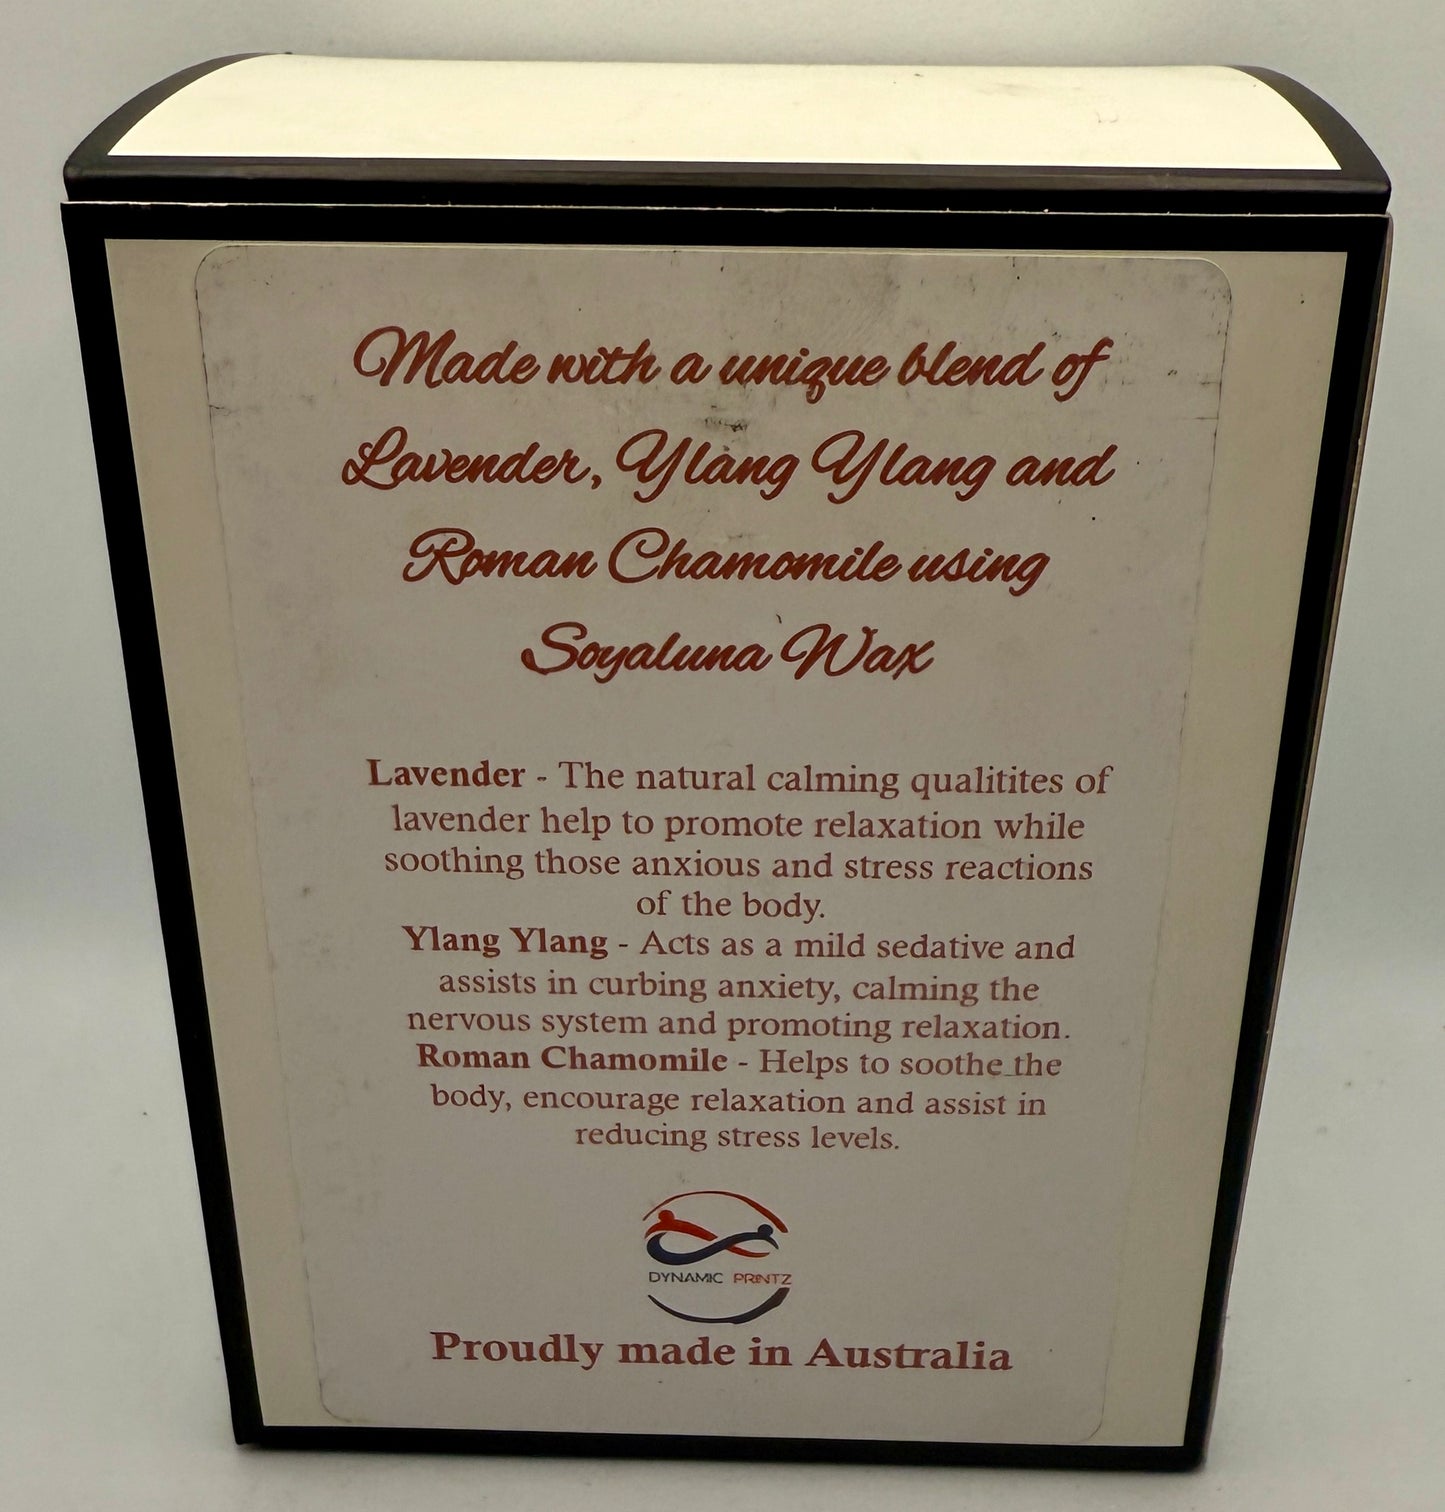 Made with a unique blend of
Lavender, Ylang Ylang and
Roman Chamomile using
Soyaluna Wax
Lavender - The natural calming qualitites of
lavender help to promote relaxation while
soothing those anxious and stress reactions
of the body.
Ylang Ylang - Acts as a mild sedative and
assists in curbing anxiety, calming the
nervous system and promoting relaxation.
Roman Chamomile - Helps to soothe the
body, encourage relaxation and assist in
reducing stress levels.
DYNAMIC PRINTZ
Proudly made in Australia